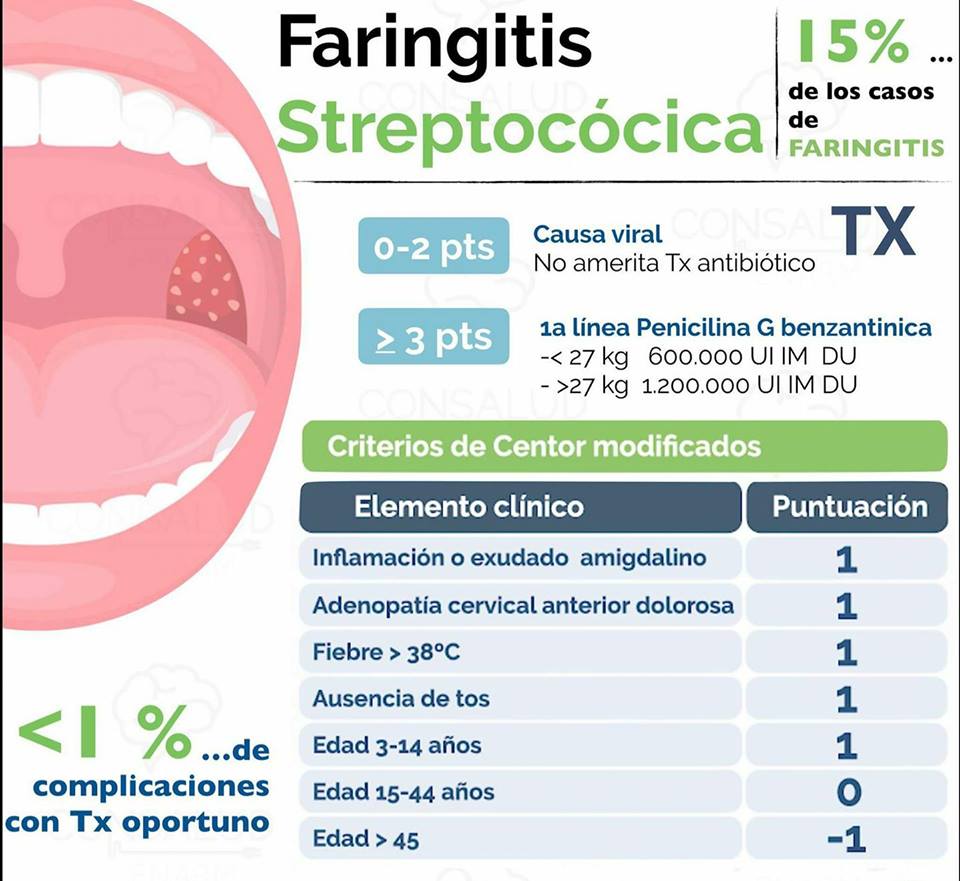 Faringitis
Streptocócica
15% ...
de los casos
de
FARINGITIS
TX
0-2 pts
Causa viral
No amerita Tx antibiótico
≥ 3 pts
1a línea Penicilina G benzantinica
-< 27 kg 600.000 UI IM DU
- >27 kg 1.200.000 UI IM DU
Criterios de Centor modificados
Elemento clínico Puntuación
Inflamación o exudado amigdalino 1
Adenopatía cervical anterior dolorosa 1
Fiebre > 38ºC 1
Ausencia de tos 1
Edad 3-14 años 1
Edad 15-44 años 0
Edad > 45 -1
<1 % ...de
complicaciones
con Tx oportuno
CONSALUD
CONSALUD